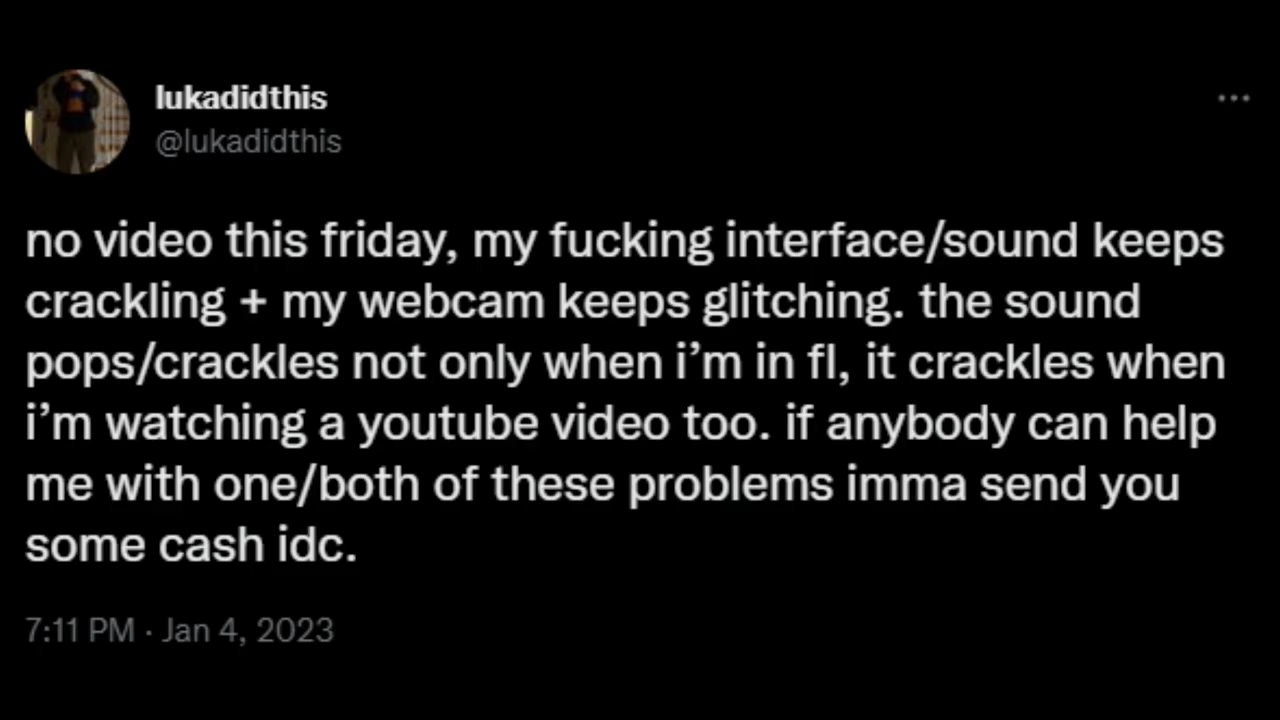 lukadidthis
@lukadidthis
no video this friday, my fucking interface/sound keeps
crackling + my webcam keeps glitching. the sound
pops/crackles not only when i’m in fl, it crackles when
i’m watching a youtube video too. if anybody can help
me with one/both of these problems imma send you
some cash idc.
7:11 PM · Jan 4, 2023